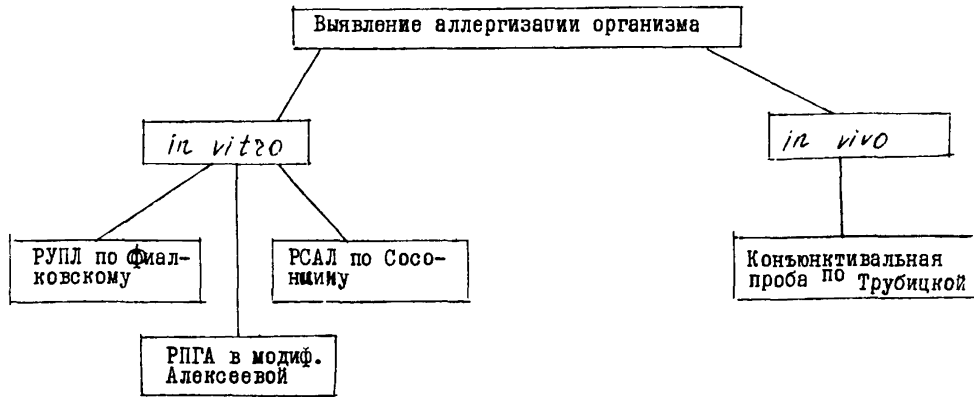 Выявление аллергизации организма
in vitro
in vivo
РУПЛ по Фиал-
ковскому
РСАЛ по Сосо-
ншину
Конъюнктивальная
проба по Трубицкой
РПГА в модиф.
Алексеевой